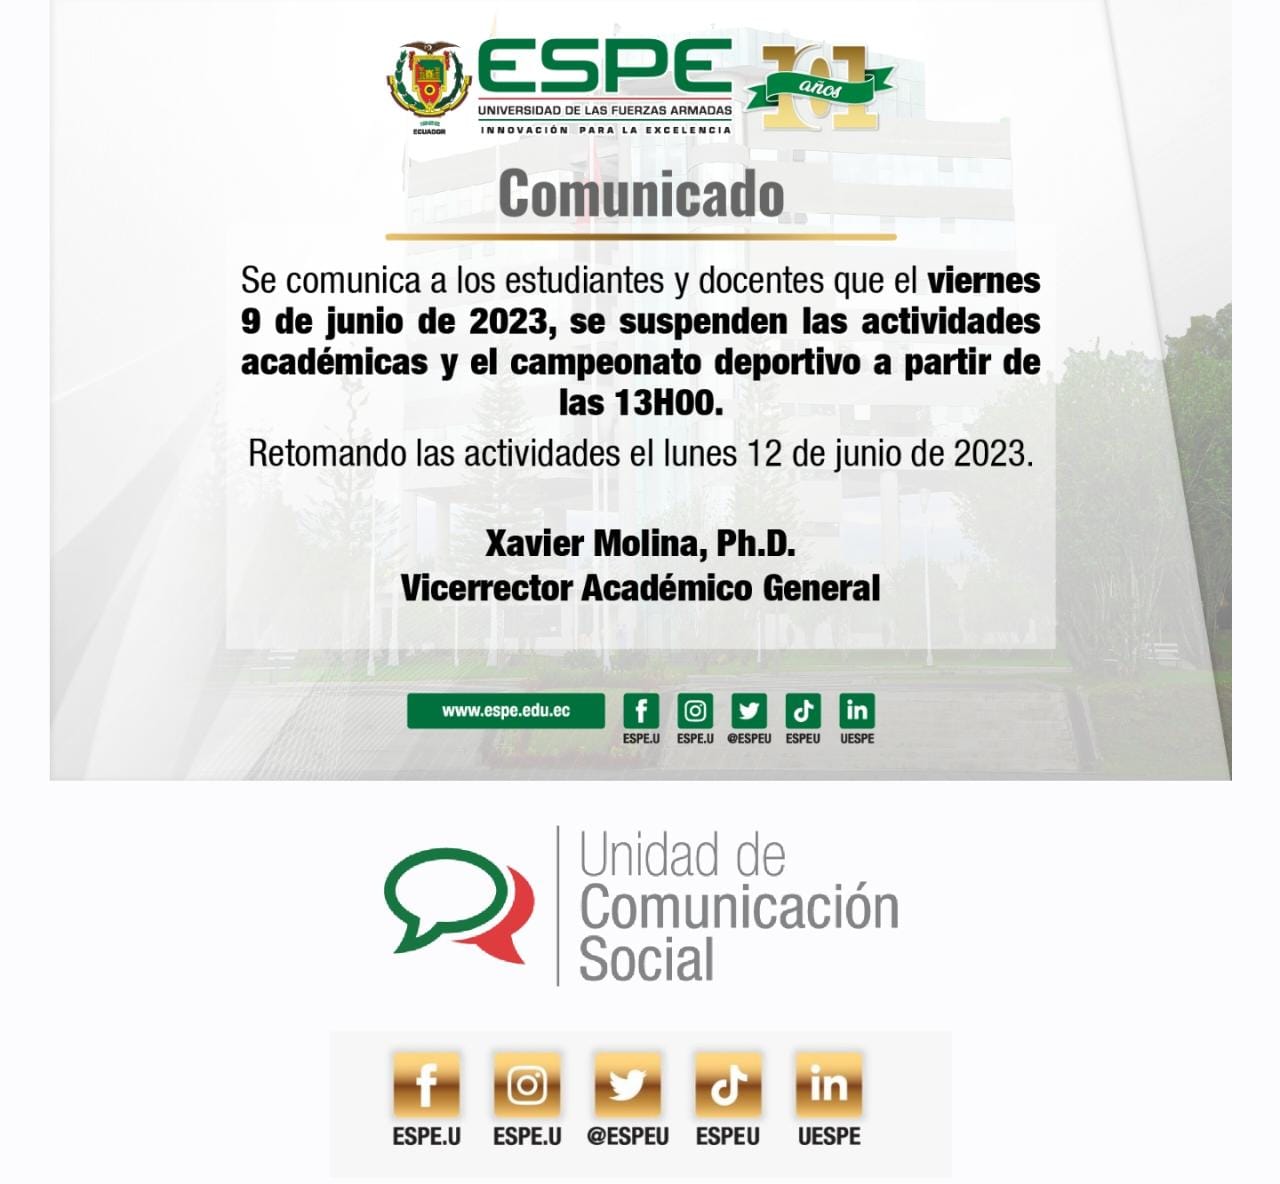 ESPE
UNIVERSIDAD DE LAS FUERZAS ARMADAS
INNOVACIÓN PARA LA EXCELENCIA
ECUADOR
101
años
Comunicado
Se comunica a los estudiantes y docentes que el viernes
9 de junio de 2023, se suspenden las actividades
académicas y el campeonato deportivo a partir de
las 13H00.
Retomando las actividades el lunes 12 de junio de 2023.
Xavier Molina, Ph.D.
Vicerrector Académico General
www.espe.edu.ec
ESPE.U ESPE.U @ESPEU ESPEU UESPE
Unidad de
Comunicación
Social
ESPE.U ESPE.U @ESPEU ESPEU UESPE